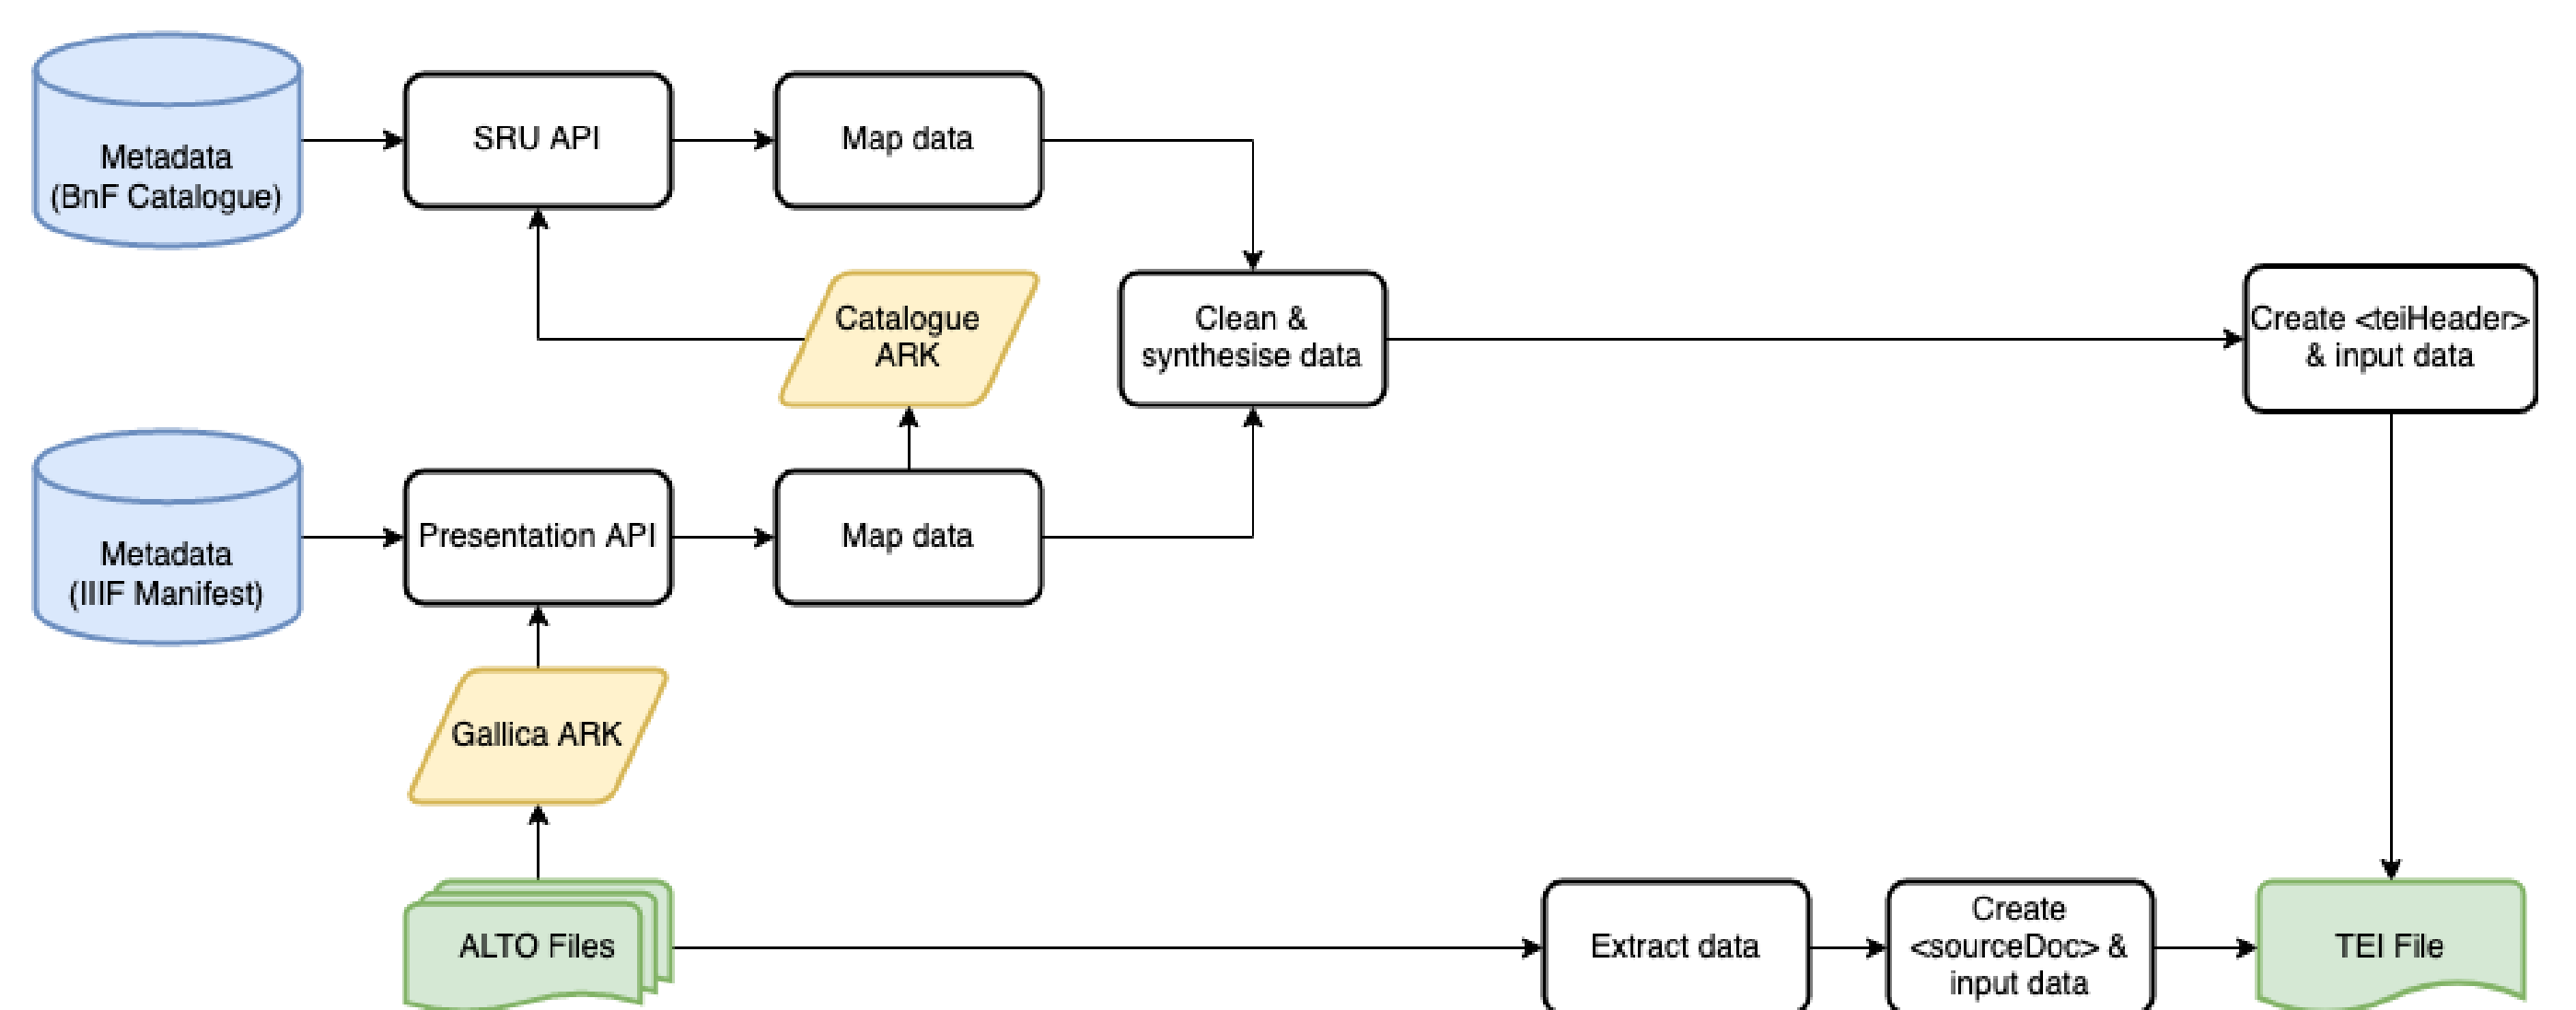 Metadata
(BnF Catalogue)
SRU API
Map data
Catalogue
ARK
Clean &
synthesise data
Create <teiHeader>
& input data
Metadata
(IIIF Manifest)
Presentation API
Map data
Gallica ARK
ALTO Files
Extract data
Create
<sourceDoc> &
input data
TEI File